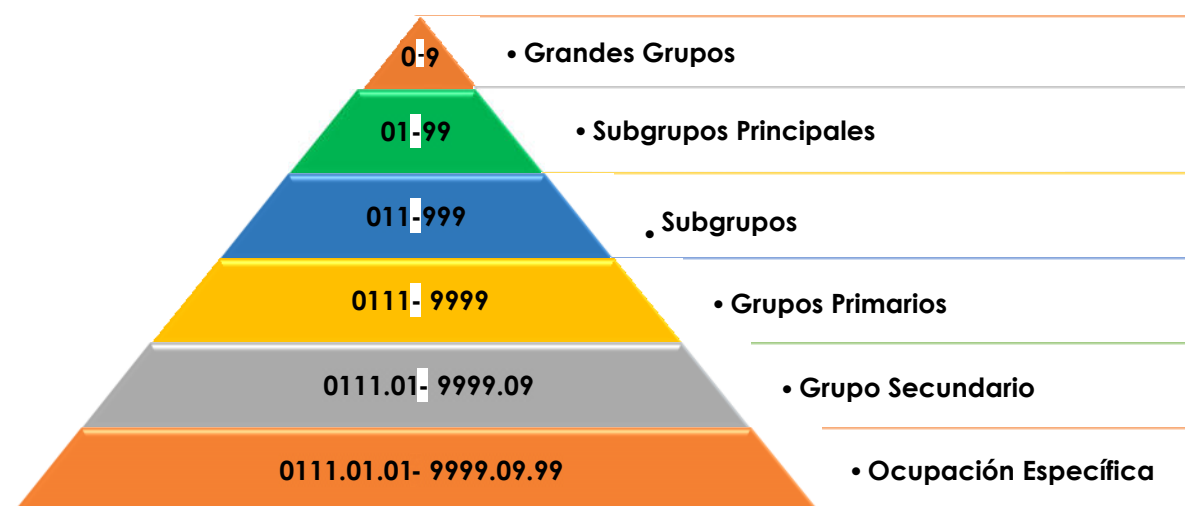 0-9
• Grandes Grupos
01-99
• Subgrupos Principales
011-999
• Subgrupos
0111- 9999
• Grupos Primarios
0111.01- 9999.09
• Grupo Secundario
0111.01.01- 9999.09.99
• Ocupación Específica